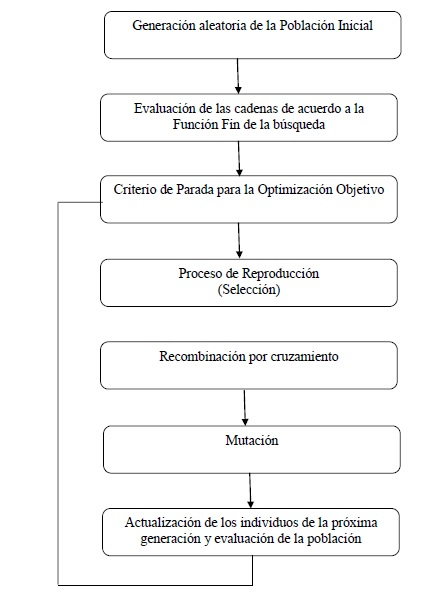 Generación aleatoria de la Población Inicial
Evaluación de las cadenas de acuerdo a la
Función Fin de la búsqueda
Criterio de Parada para la Optimización Objetivo
Proceso de Reproducción
(Selección)
Recombinación por cruzamiento
Mutación
Actualización de los individuos de la próxima
generación y evaluación de la población